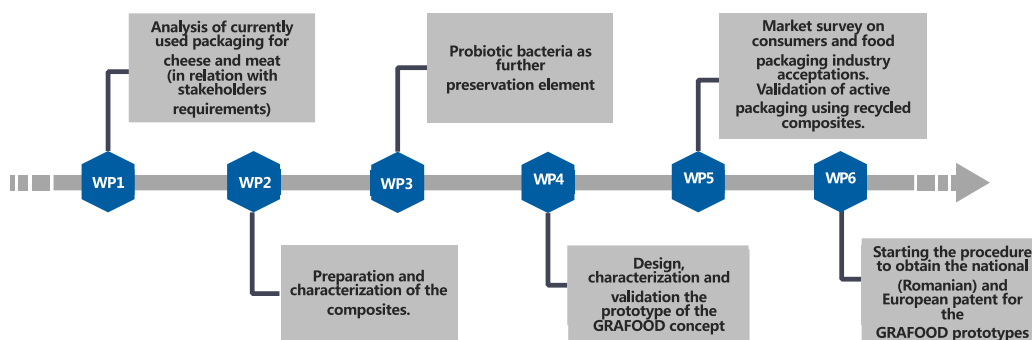 Analysis of currently
used packaging for
cheese and meat
(in relation with
stakeholders
requirements)
Probiotic bacteria as
further
preservation element
Market survey on
consumers and food
packaging industry
acceptations.
Validation of active
packaging using recycled
composites.
WP1
WP2
WP3
WP4
WP5
WP6
Preparation and
characterization of the
composites.
Design,
characterization and
validation the
prototype of the
GRAFOOD concept
Starting the procedure
to obtain the national
(Romanian) and
European patent for
the
GRAFOOD prototypes